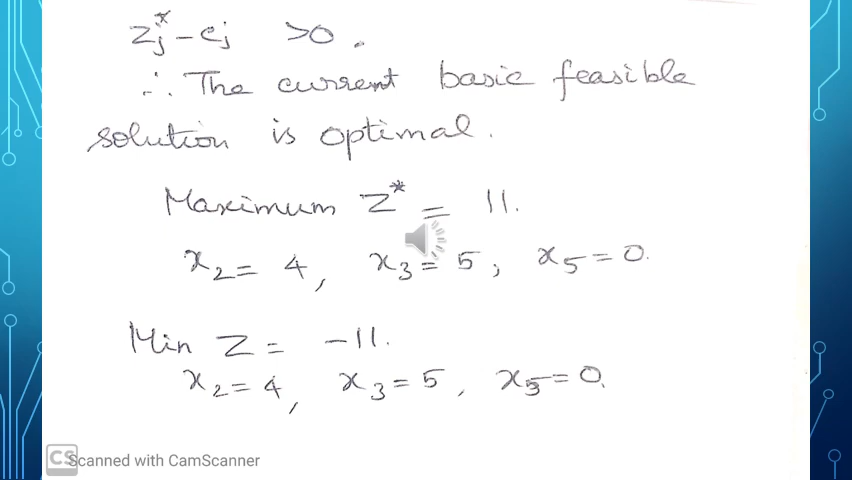 Zj* - Cj >0.
∴ The current basic feasible
solution is optimal.
Maximum Z* = 11.
x2 = 4, x3 = 5, x5 = 0.
Min Z = -11.
x2 = 4, x3 = 5, x5 = 0.
CS Scanned with CamScanner